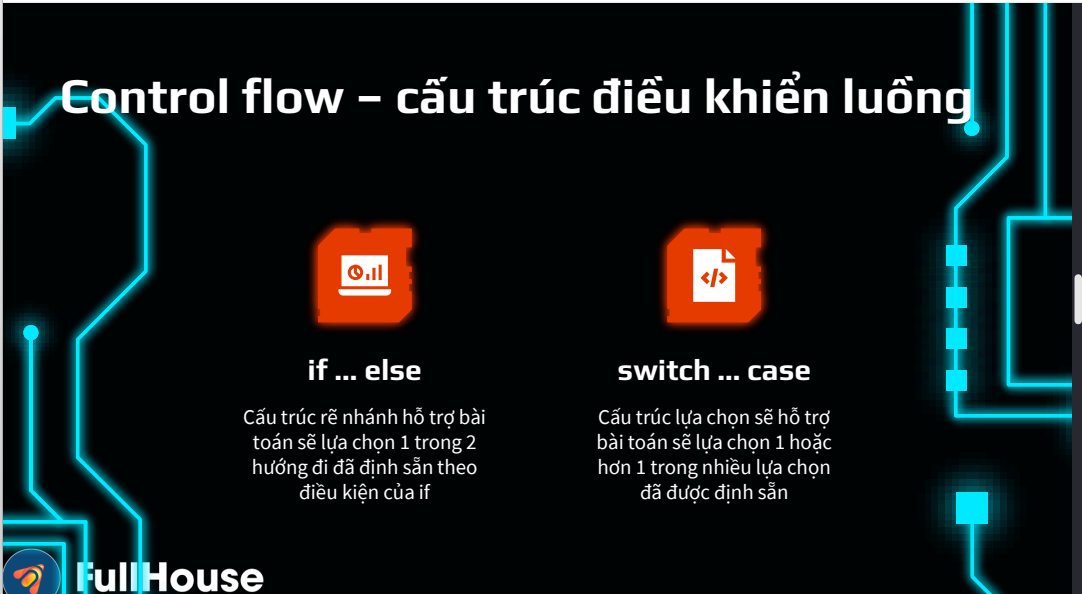 Control flow – cấu trúc điều khiển luồng
if ... else
Cấu trúc rẽ nhánh hỗ trợ bài
toán sẽ lựa chọn 1 trong 2
hướng đi đã định sẵn theo
điều kiện của if
switch ... case
Cấu trúc lựa chọn sẽ hỗ trợ
bài toán sẽ lựa chọn 1 hoặc
hơn 1 trong nhiều lựa chọn
đã được định sẵn
</>
FullHouse